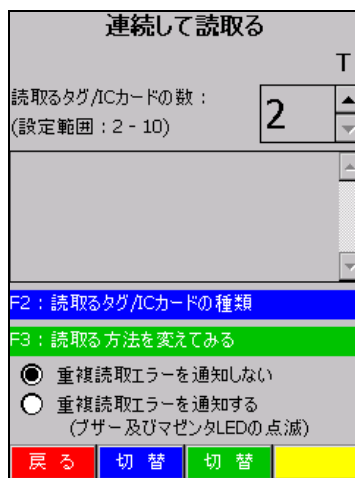 連続して読取る
T
読取るタグ/ICカードの数：
(設定範囲：2 - 10)
2
F2：読取るタグ/ICカードの種類
F3：読取る方法を変えてみる
重複読取エラーを通知しない
重複読取エラーを通知する
(ブザー及びマゼンタLEDの点滅)
戻 る 切 替 切 替